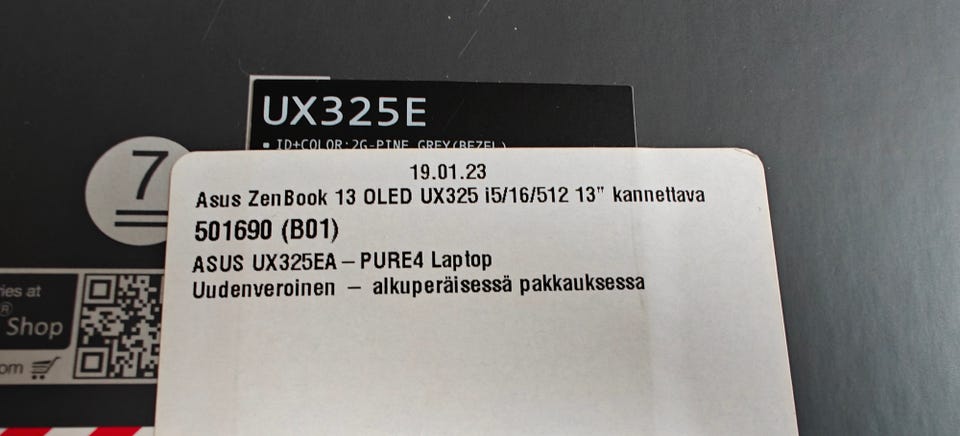 UX325E
• ID+COLOR:2G-PINE GREY(BEZEL)
7
19.01.23
Asus ZenBook 13 OLED UX325 i5/16/512 13” kannettava
501690 (B01)
ASUS UX325EA – PURE4 Laptop
Uudenveroinen – alkuperäisessä pakkauksessa
ries at
®
Shop
om